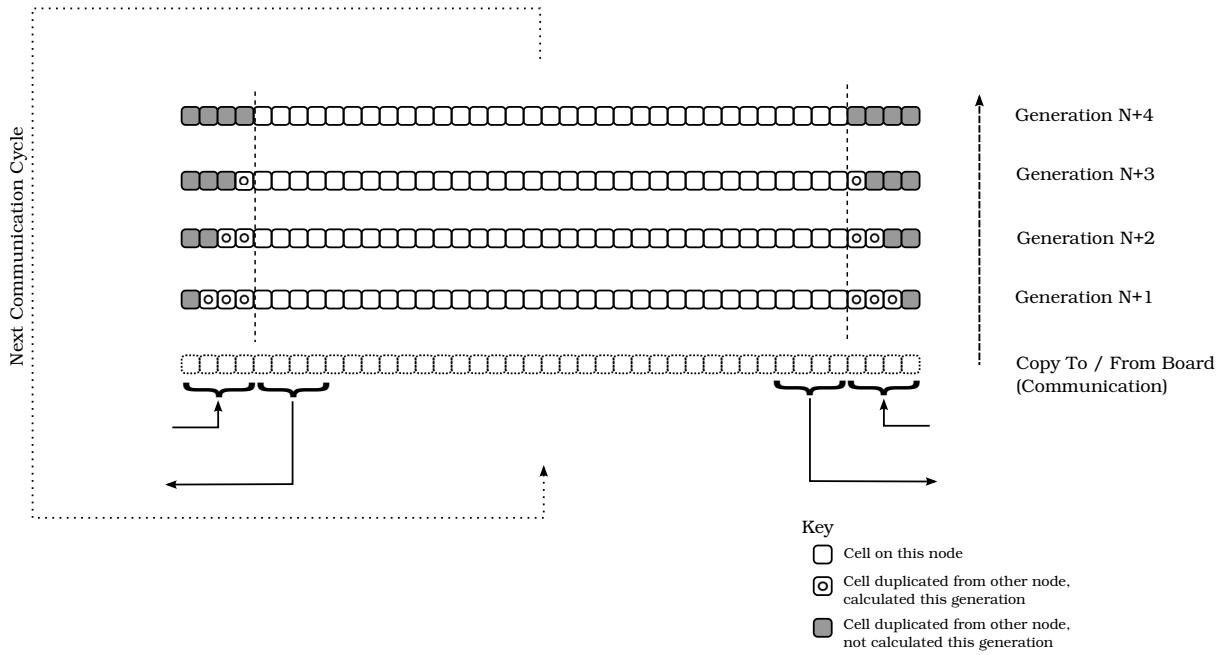 Next Communication Cycle
Generation N+4
Generation N+3
Generation N+2
Generation N+1
Copy To / From Board
(Communication)
Key
Cell on this node
Cell duplicated from other node,
calculated this generation
Cell duplicated from other node,
not calculated this generation